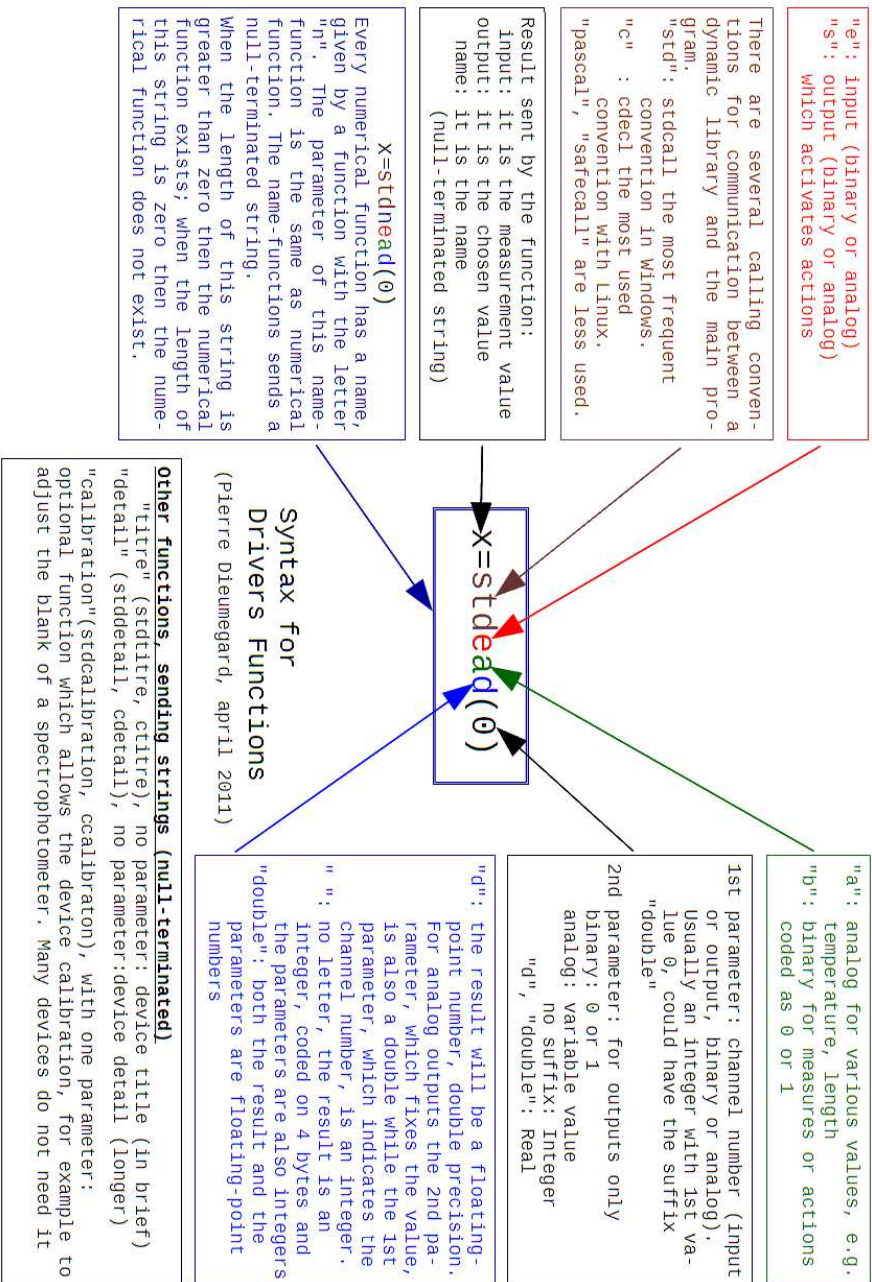 "e": input (binary or analog)
"s": output (binary or analog)
which activates actions
There are several calling conven-
tions for communication between a
dynamic library and the main pro-
gram.
"std": stdcall the most frequent
convention in Windows.
"c" : cdecl the most used
convention with Linux.
"pascal", "safecall" are less used.
Result sent by the function:
input: it is the measurement value
output: it is the chosen value
name: it is the name
(null-terminated string)
x=stdnead(0)
Every numerical function has a name,
given by a function with the letter
"n". The parameter of this name-
function is the same as numerical
function. The name-functions sends a
null-terminated string.
When the length of this string is
greater than zero then the numerical
function exists; when the length of
this string is zero then the nume-
rical function does not exist.
x=stdead(0)
Syntax for
Drivers Functions
(Pierre Dieumegard, april 2011)
"a": analog for various values, e.g.
temperature, length
"b": binary for measures or actions
coded as 0 or 1
1st parameter: channel number (input
or output, binary or analog).
Usually an integer with 1st va-
lue 0, could have the suffix
"double"
2nd parameter: for outputs only
binary: 0 or 1
analog: variable value
no suffix: Integer
"d", "double": Real
"d": the result will be a floating-
point number, double precision.
For analog outputs the 2nd pa-
rameter, which fixes the value,
is also a double while the 1st
parameter, which indicates the
channel number, is an integer.
" ": no letter, the result is an
integer, coded on 4 bytes and
the parameters are also integers
"double": both the result and the
parameters are floating-point
numbers
Other functions, sending strings (null-terminated)
"titre" (stdtitre, ctitre), no parameter: device title (in brief)
"detail" (stddetail, cdetail), no parameter:device detail (longer)
"calibration"(stdcalibration, ccalibraton), with one parameter:
optional function which allows the device calibration, for example to
adjust the blank of a spectrophotometer. Many devices do not need it